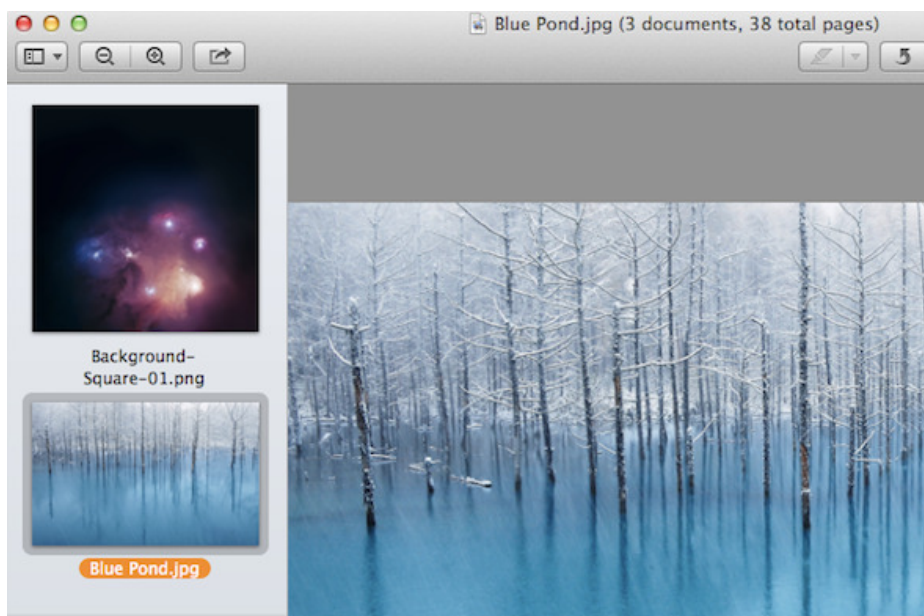 Blue Pond.jpg (3 documents, 38 total pages)
Background-
Square-01.png
Blue Pond.jpg